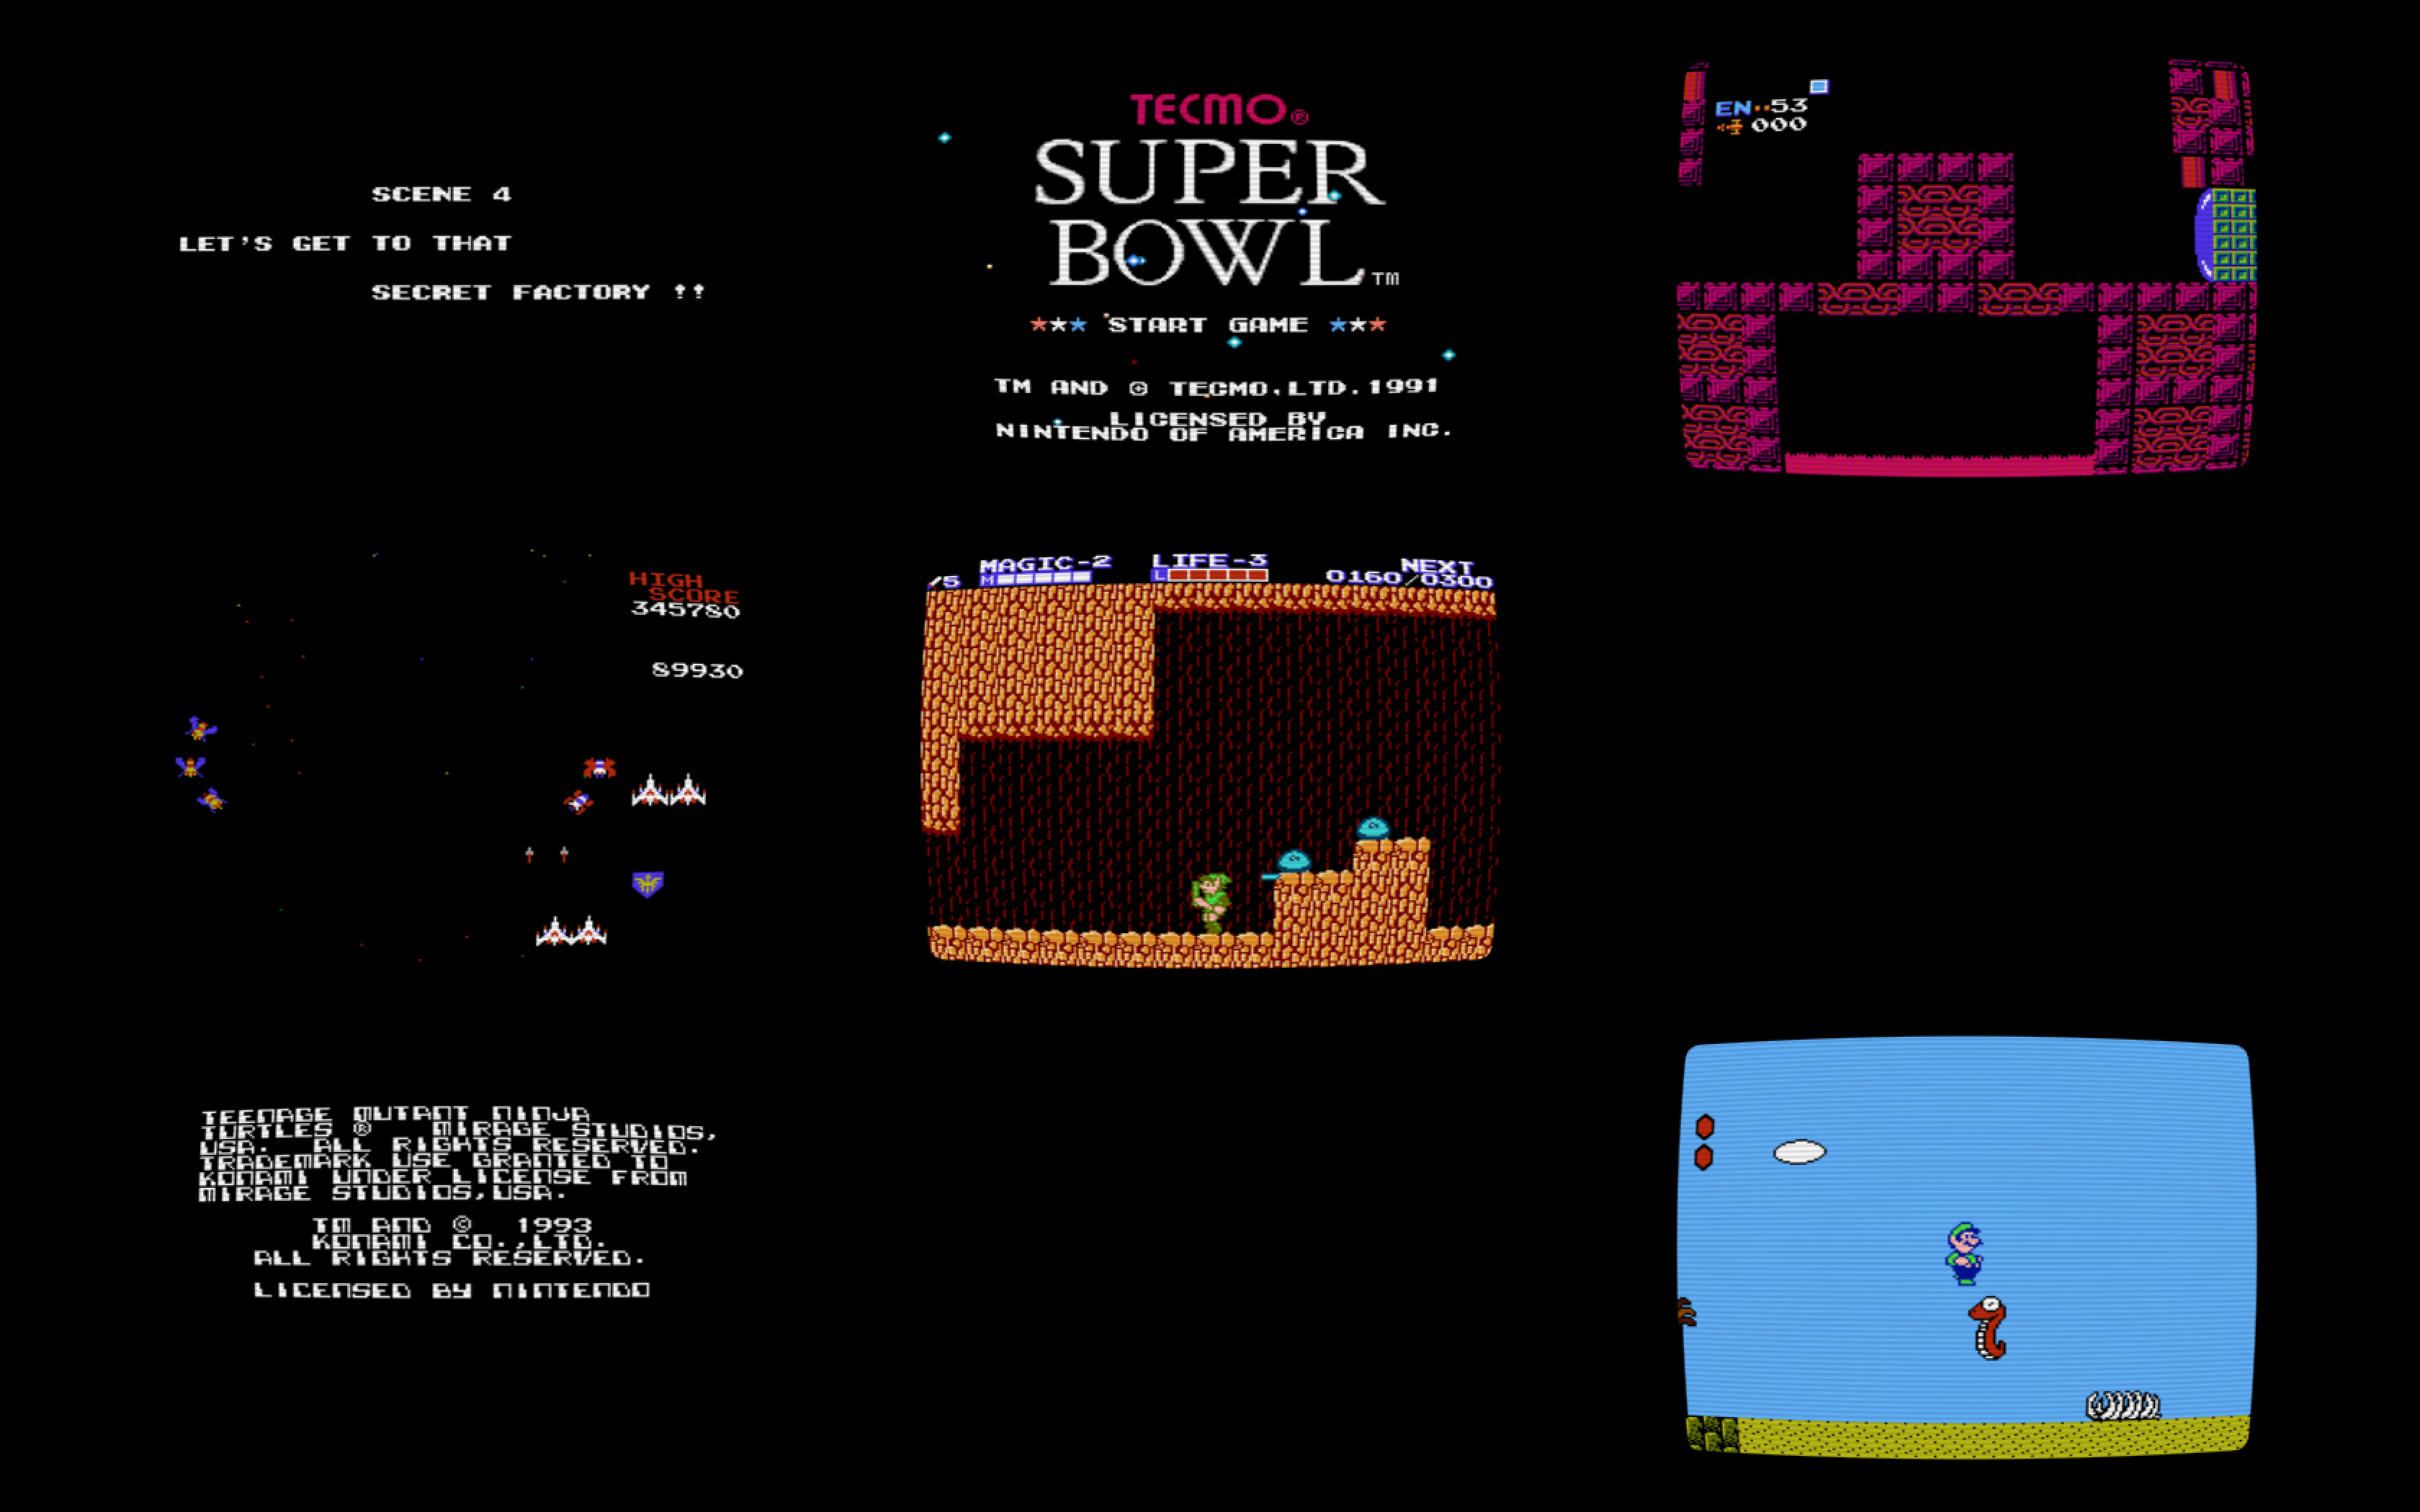 SCENE 4
LET'S GET TO THAT
SECRET FACTORY !!
TECMO®
SUPER
BOWL™
★★★ START GAME ★★★
TM AND © TECMO,LTD.1991
LICENSED BY
NINTENDO OF AMERICA INC.
EN··53
000
HIGH
SCORE
345780
89930
/5 MAGIC-2 LIFE-3 NEXT
M L 0160/0300
TEENAGE MUTANT NINJA
TURTLES ® MIRAGE STUDIOS,
USA. ALL RIGHTS RESERVED.
TRADEMARK USE GRANTED TO
KONAMI UNDER LICENSE FROM
MIRAGE STUDIOS,USA.
TM AND © 1993
KONAMI CO.,LTD.
ALL RIGHTS RESERVED.
LICENSED BY NINTENDO